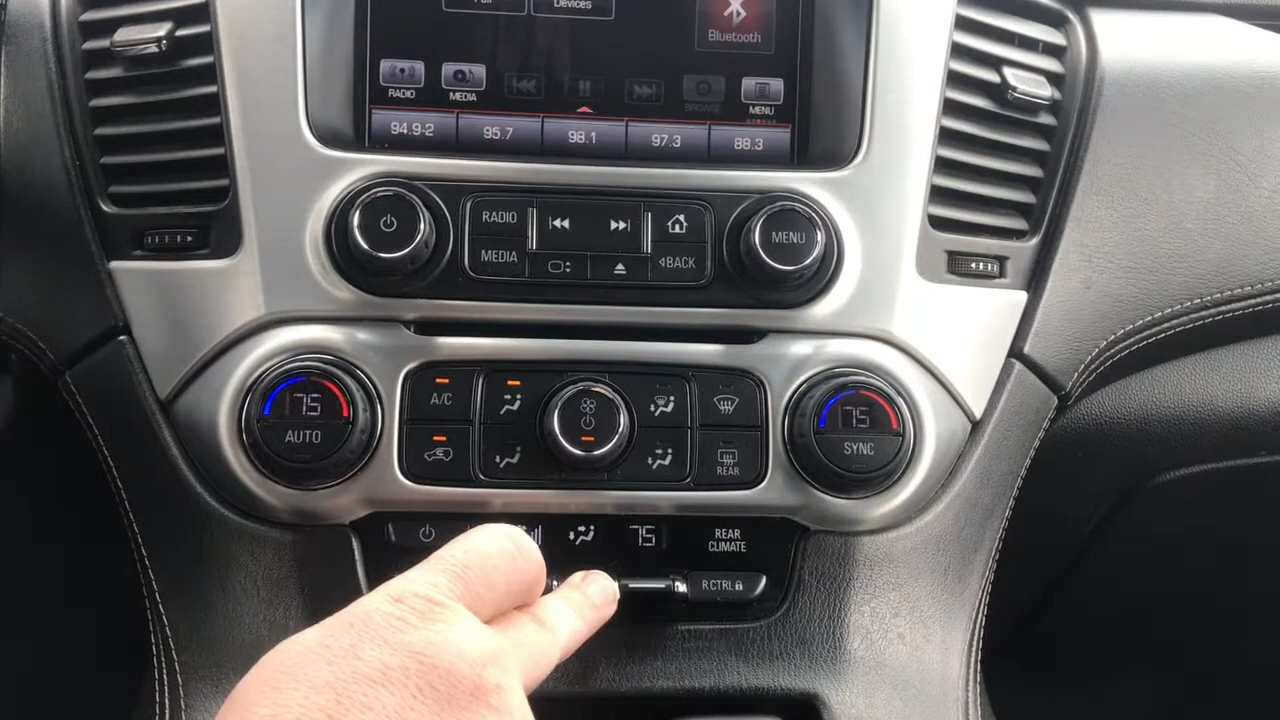 Devices
Bluetooth
RADIO
MEDIA
BROWSE
MENU
94.9-2
95.7
98.1
97.3
88.3
RADIO
MEDIA
BACK
MENU
75
AUTO
A/C
REAR
75
SYNC
75
REAR
CLIMATE
R CTRL